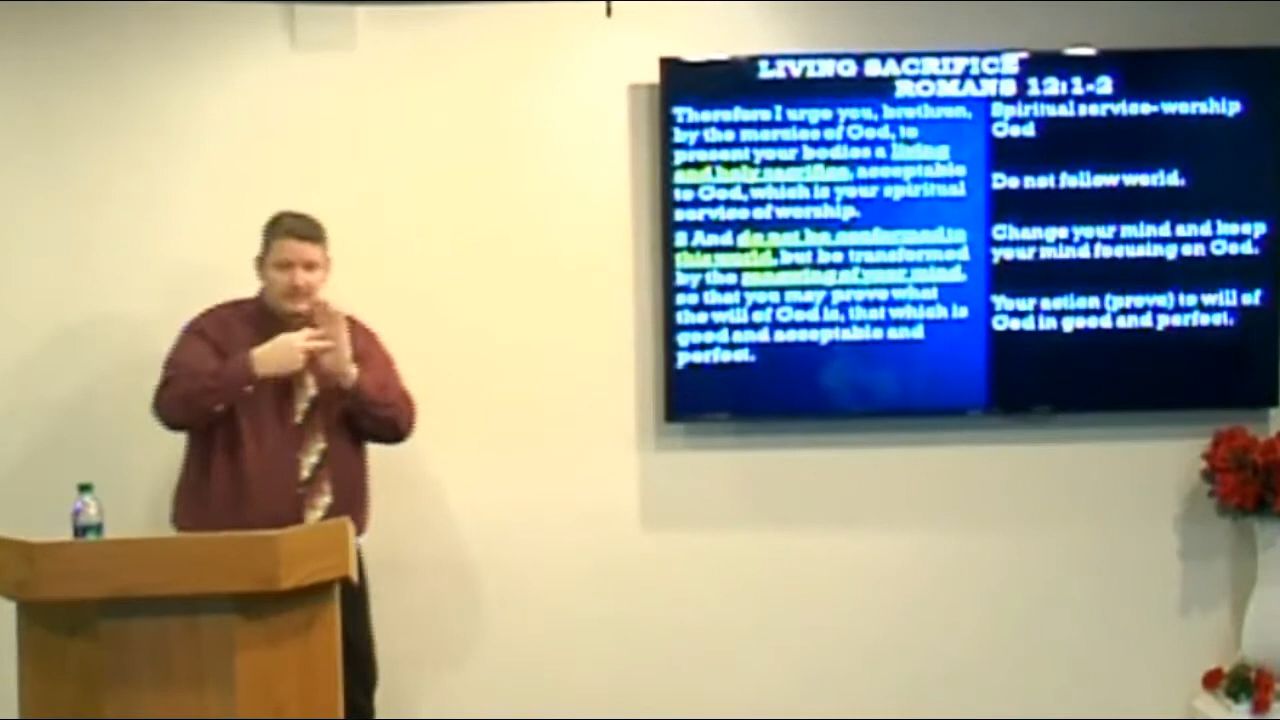 LIVING SACRIFICE
ROMANS 12:1-2
Therefore I urge you, brethren,
by the mercies of God, to
present your bodies a living
and holy sacrifice, acceptable
to God, which is your spiritual
service of worship.
2 And do not be conformed to
this world, but be transformed
by the renewing of your mind,
so that you may prove what
the will of God is, that which is
good and acceptable and
perfect.
Spiritual service-worship
God
Do not follow world.
Change your mind and keep
your mind focusing on God.
Your action (prove) to will of
God in good and perfect.